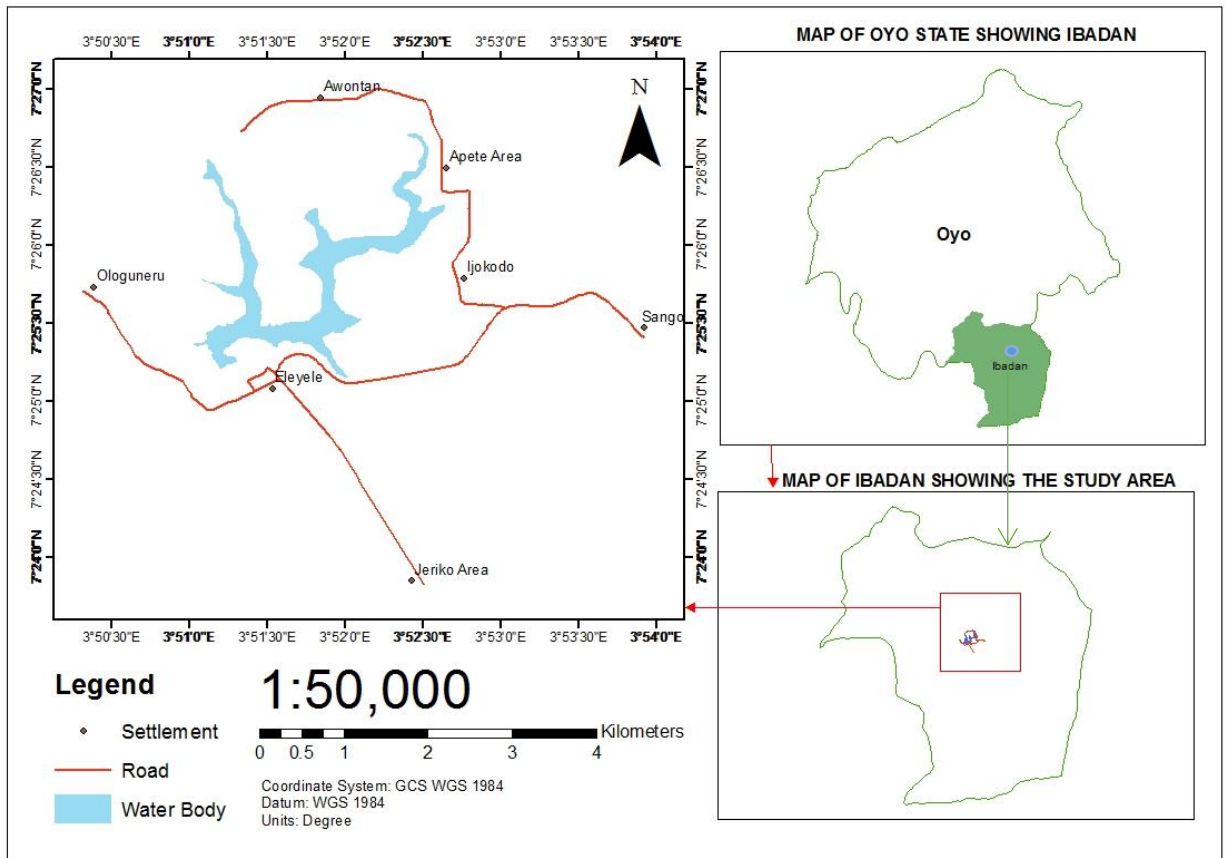 3°50'30"E 3°51'0"E 3°51'30"E 3°52'0"E 3°52'30"E 3°53'0"E 3°53'30"E 3°54'0"E
7°27'0"N
7°26'30"N
7°26'0"N
7°25'30"N
7°25'0"N
7°24'30"N
7°24'0"N
N
Awontan
Apete Area
Ologuneru
Ijokodo
Sango
Eleyele
Jeriko Area
7°27'0"N
7°26'30"N
7°26'0"N
7°25'30"N
7°25'0"N
7°24'30"N
7°24'0"N
3°50'30"E 3°51'0"E 3°51'30"E 3°52'0"E 3°52'30"E 3°53'0"E 3°53'30"E 3°54'0"E
Legend
Settlement
Road
Water Body
1:50,000
Kilometers
0 0.5 1 2 3 4
Coordinate System: GCS WGS 1984
Datum: WGS 1984
Units: Degree
MAP OF OYO STATE SHOWING IBADAN
Oyo
Ibadan
MAP OF IBADAN SHOWING THE STUDY AREA